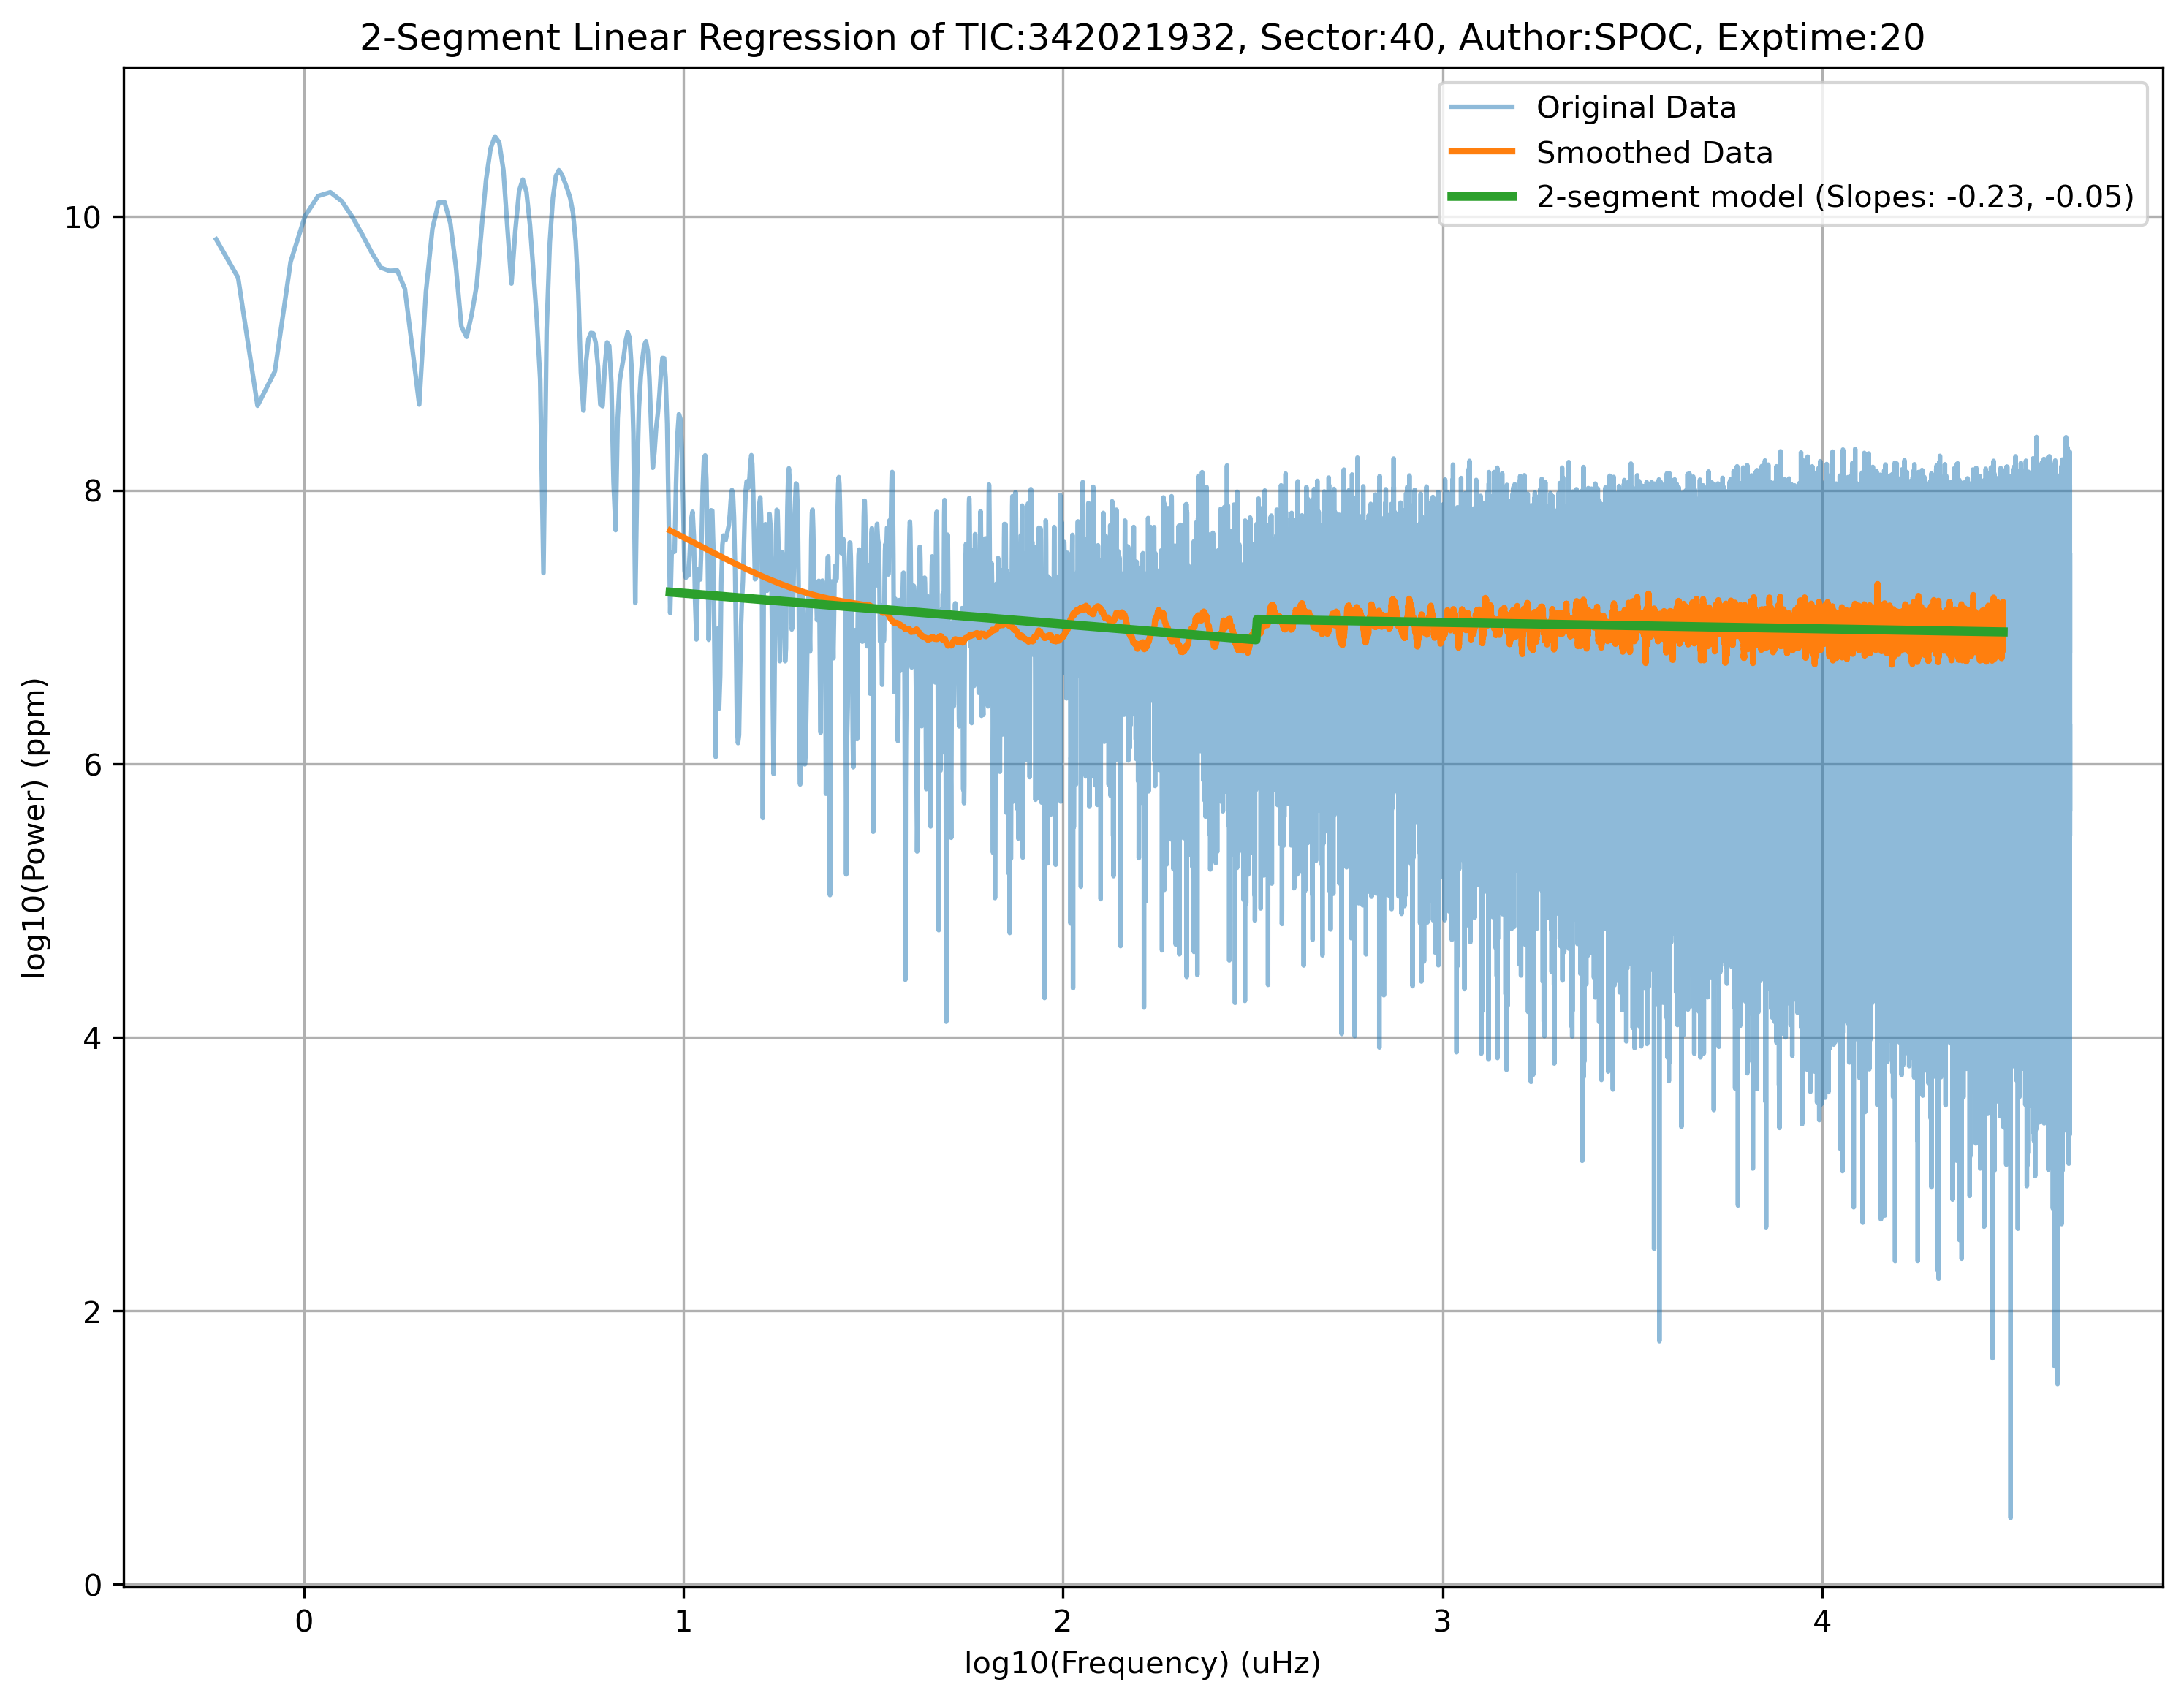 2-Segment Linear Regression of TIC:342021932, Sector:40, Author:SPOC, Exptime:20
Original Data
Smoothed Data
2-segment model (Slopes: -0.23, -0.05)
log10(Power) (ppm)
10
8
6
4
2
0
0 1 2 3 4
log10(Frequency) (uHz)